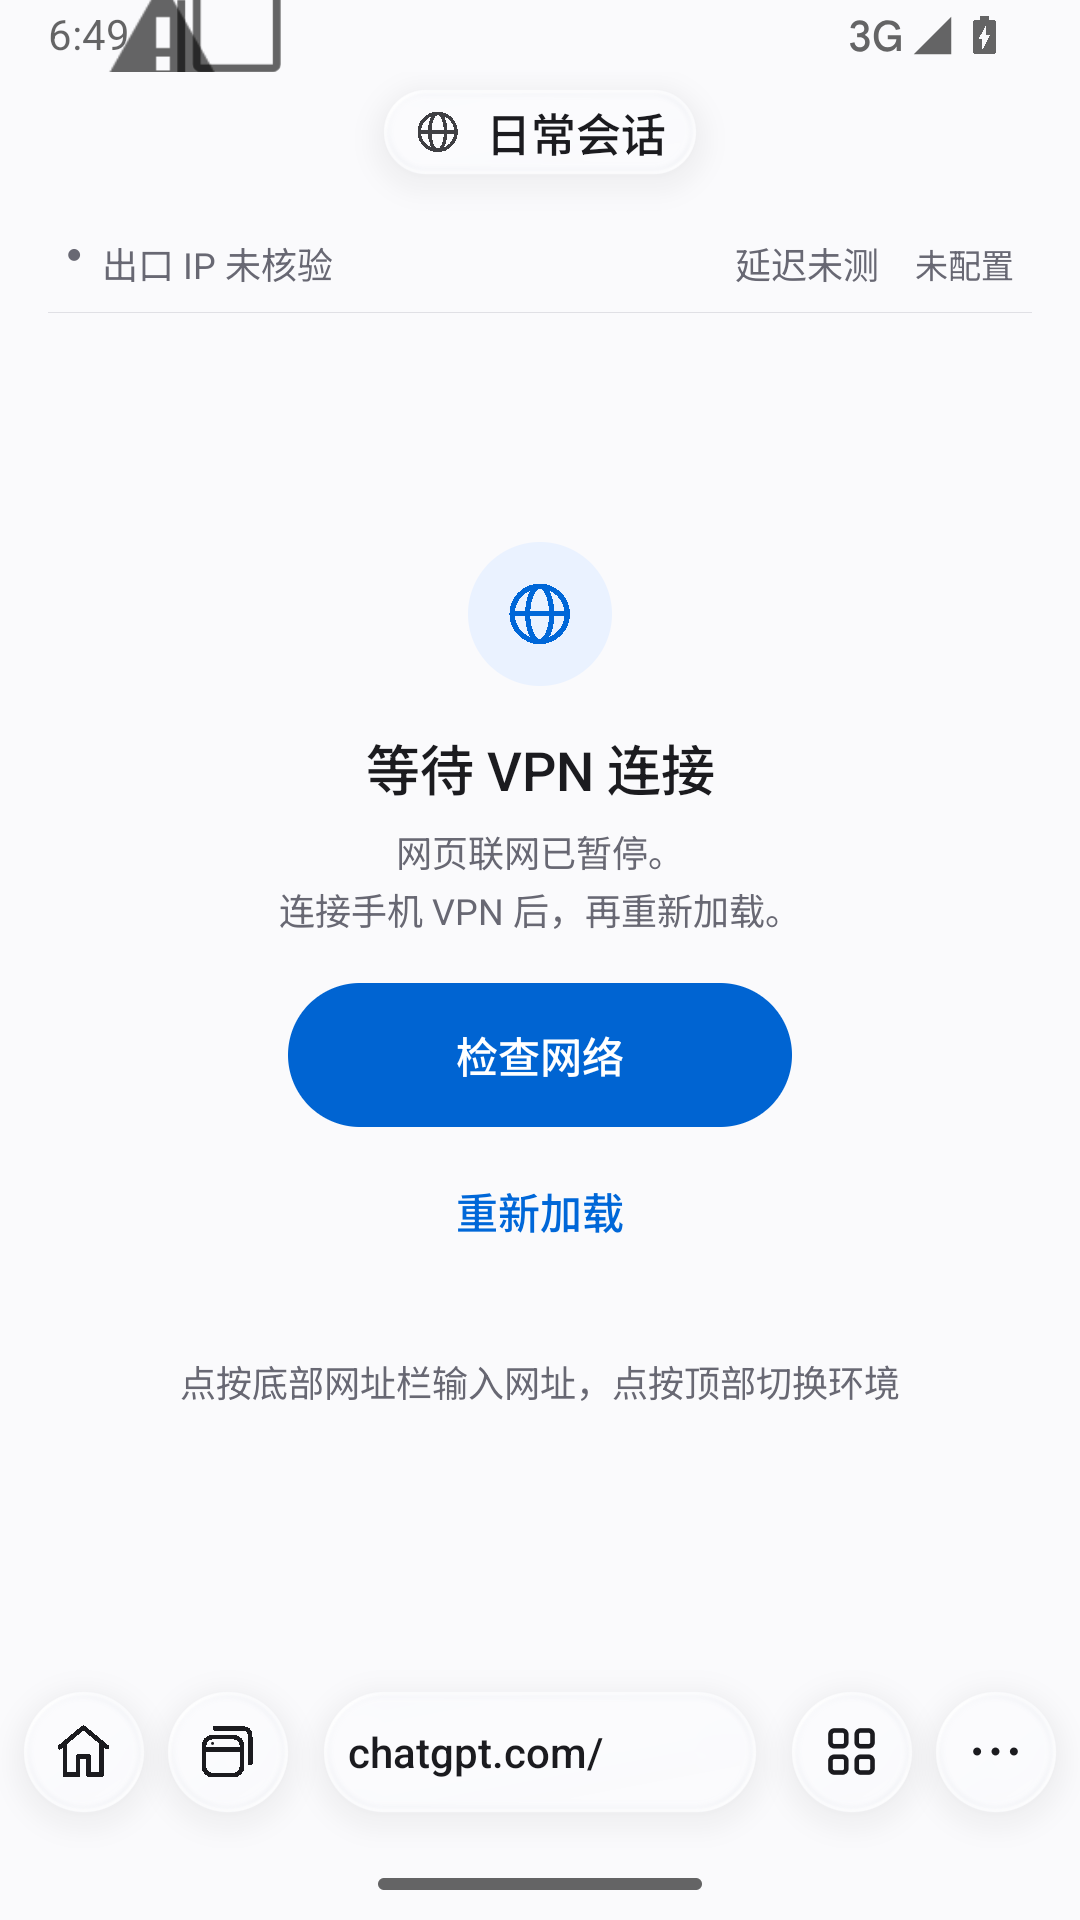 6:49
3G
日常会话
出口 IP 未核验
延迟未测
未配置
等待 VPN 连接
网页联网已暂停。
连接手机 VPN 后，再重新加载。
检查网络
重新加载
点按底部网址栏输入网址，点按顶部切换环境
chatgpt.com/